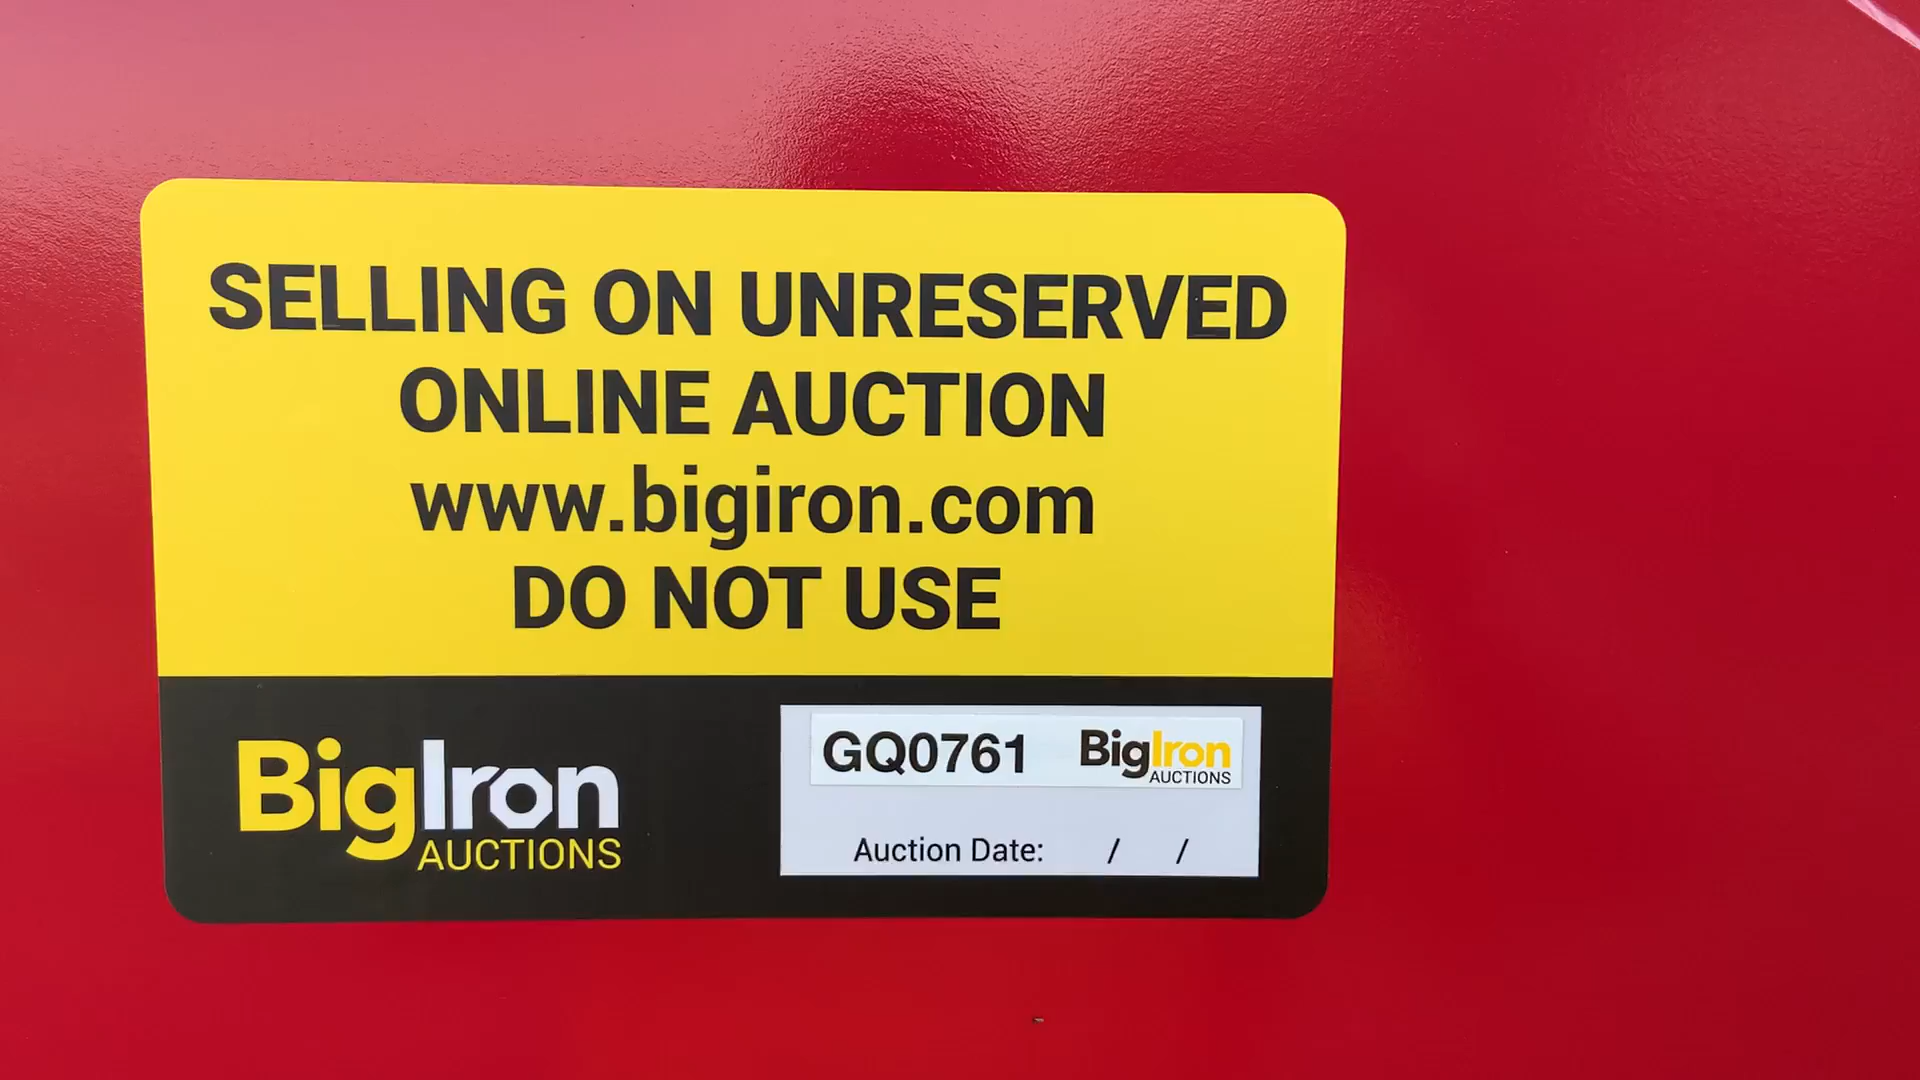 SELLING ON UNRESERVED
ONLINE AUCTION
www.bigiron.com
DO NOT USE
BigIron
AUCTIONS
GQ0761 BigIron
AUCTIONS
Auction Date: / /